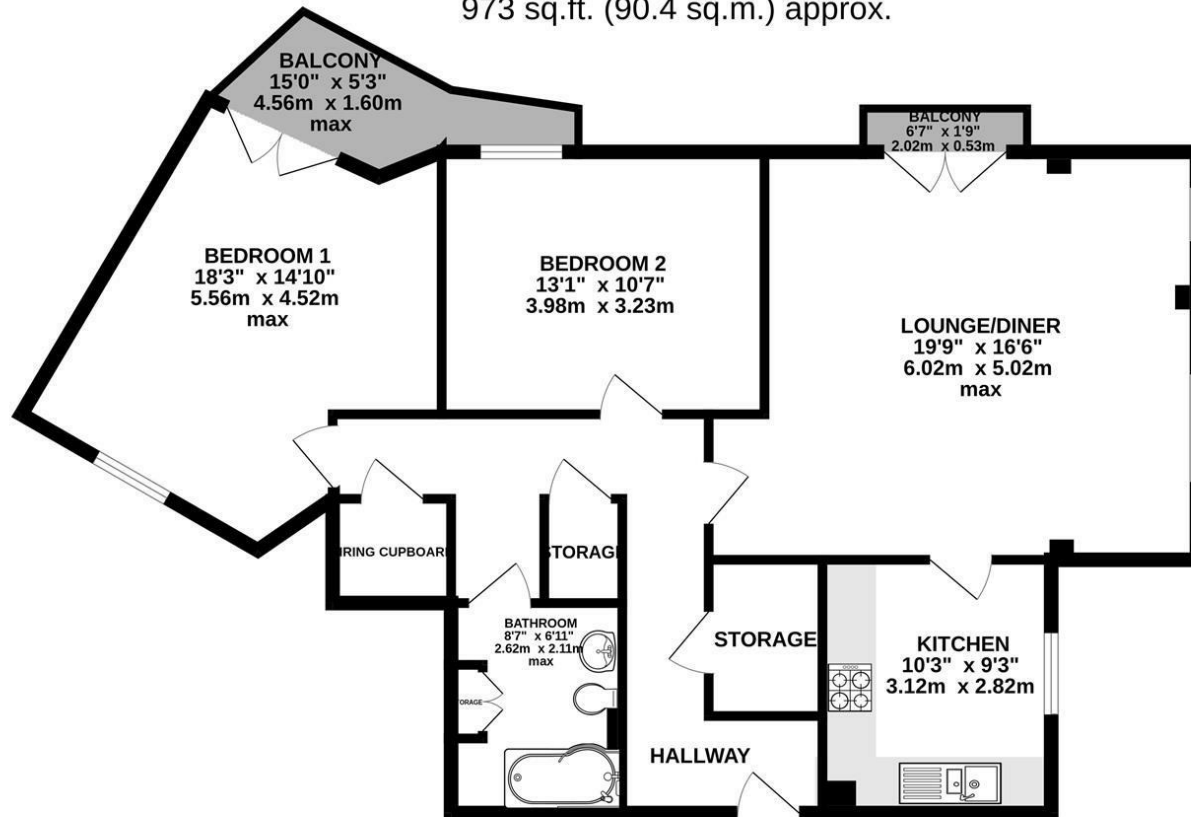 973 sq.ft. (90.4 sq.m.) approx.
BALCONY
15'0" x 5'3"
4.56m x 1.60m
max
BALCONY
6'7" x 1'9"
2.02m x 0.53m
BEDROOM 1
18'3" x 14'10"
5.56m x 4.52m
max
BEDROOM 2
13'1" x 10'7"
3.98m x 3.23m
LOUNGE/DINER
19'9" x 16'6"
6.02m x 5.02m
max
IRING CUPBOARD
STORAGE
BATHROOM
8'7" x 6'11"
2.62m x 2.11m
max
STORAGE
KITCHEN
10'3" x 9'3"
3.12m x 2.82m
TORAGE
HALLWAY